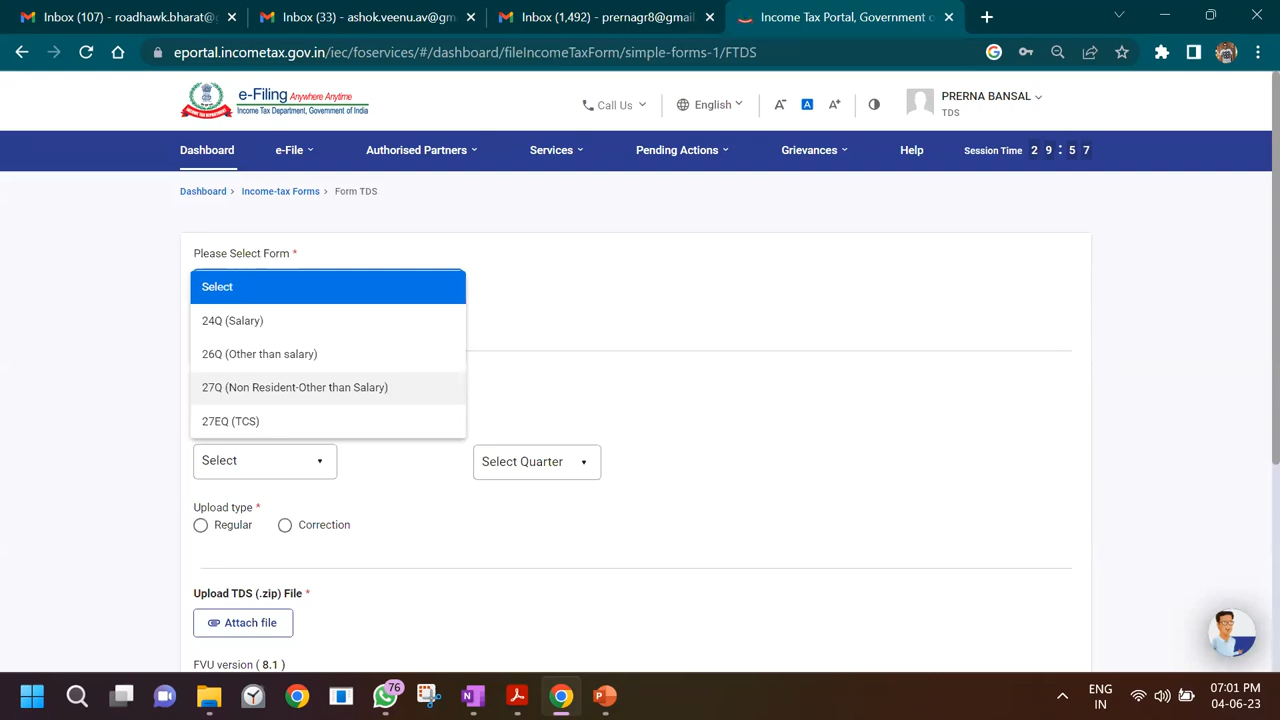 Inbox (107) - roadhawk.bharat@
Inbox (33) - ashok.veenu.av@gm
Inbox (1,492) - prernagr8@gmail
Income Tax Portal, Government o
eportal.incometax.gov.in/iec/foservices/#/dashboard/fileIncomeTaxForm/simple-forms-1/FTDS
e-Filing Anywhere Anytime
Income Tax Department, Government of India
Call Us
English
A-
A
A+
PRERNA BANSAL
TDS
Dashboard
e-File
Authorised Partners
Services
Pending Actions
Grievances
Help
Session Time 2 9 : 5 7
Dashboard > Income-tax Forms > Form TDS
Please Select Form *
Select
24Q (Salary)
26Q (Other than salary)
27Q (Non Resident-Other than Salary)
27EQ (TCS)
Select
Select Quarter
Upload type *
Regular
Correction
Upload TDS (.zip) File *
Attach file
FVU version ( 8.1 )
76
ENG
IN
07:01 PM
04-06-23